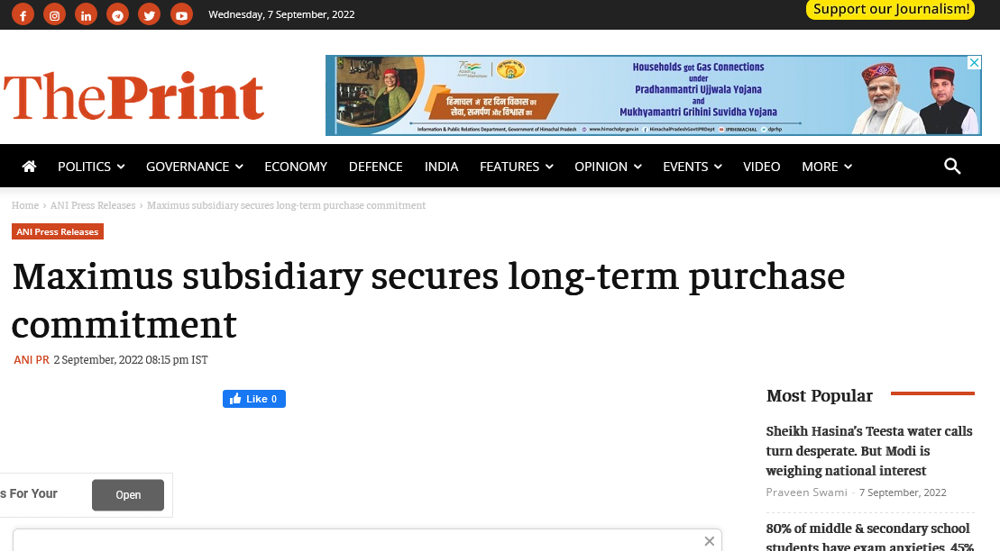 Wednesday, 7 September, 2022
Support our Journalism!
ThePrint
Households got Gas Connections
under
Pradhanmantri Ujjwala Yojana
and
Mukhyamantri Grihini Suvidha Yojana
हिमाचल में हर दिन विकास का
सेवा, समर्पण और विश्वास का
Information & Public Relations Department, Government of Himachal Pradesh www.himachalpr.gov.in HimachalPradeshGovtIPRDept IPRHIMACHAL dprhp
POLITICS GOVERNANCE ECONOMY DEFENCE INDIA FEATURES OPINION EVENTS VIDEO MORE
Home › ANI Press Releases › Maximus subsidiary secures long-term purchase commitment
ANI Press Releases
Maximus subsidiary secures long-term purchase
commitment
ANI PR 2 September, 2022 08:15 pm IST
Like 0
Most Popular
Sheikh Hasina's Teesta water calls
turn desperate. But Modi is
weighing national interest
Praveen Swami - 7 September, 2022
s For Your
Open
80% of middle & secondary school
students have exam anxieties, 45%